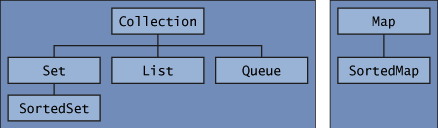 Collection
Map
Set
List
Queue
SortedMap
SortedSet